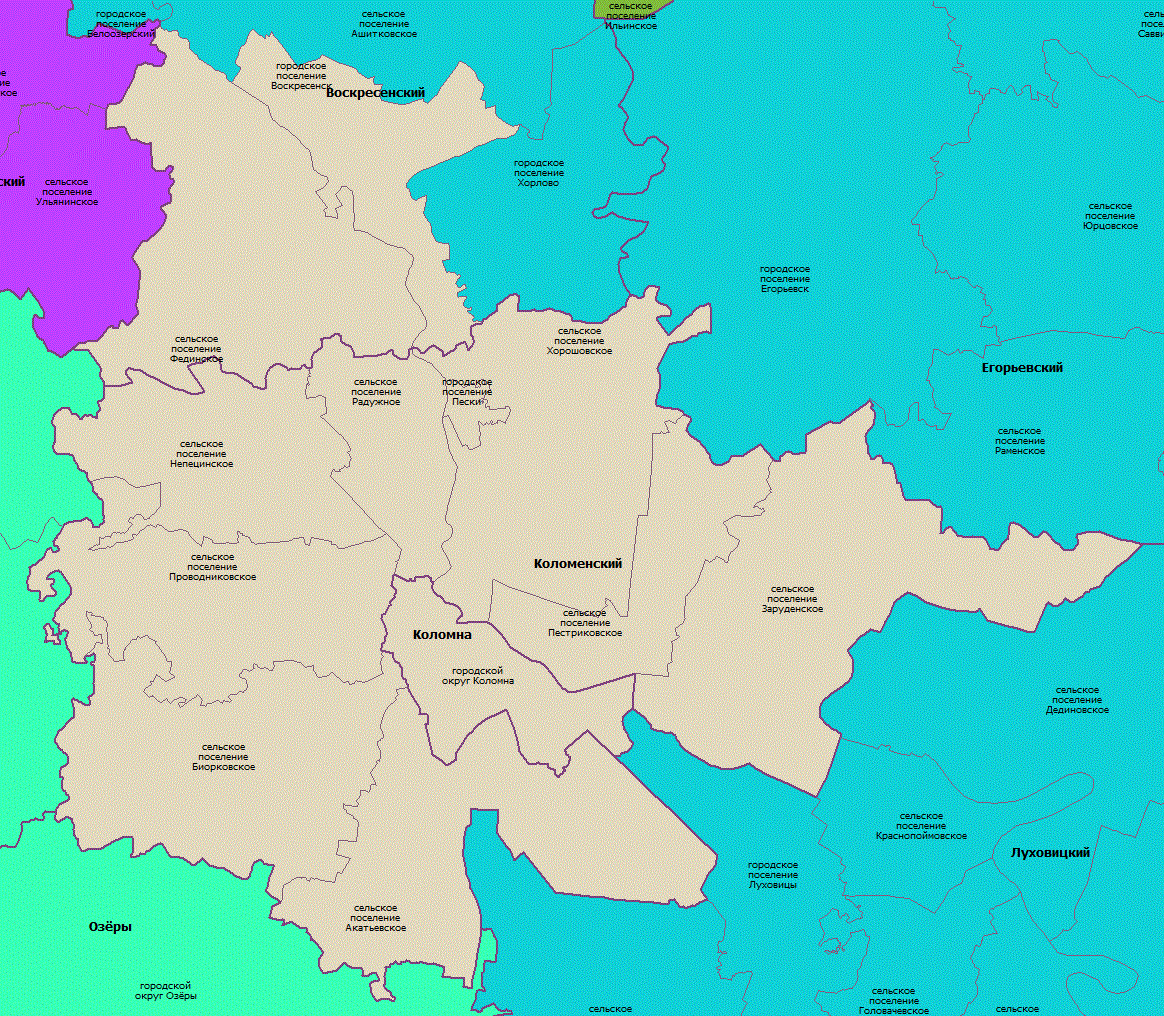 городское
поселение
Белоозерский
сельское
поселение
Ашитковское
сельское
поселение
Ильинское
городское
поселение
Воскресенск
Воскресенский
ский
сельское
поселение
Ульянинское
городское
поселение
Хорлово
сельское
поселение
Юрцовское
городское
поселение
Егорьевск
сельское
поселение
Фединское
сельское
поселение
Хорошовское
Егорьевский
сельское
поселение
Радужное
городское
поселение
Пески
сельское
поселение
Непецинское
сельское
поселение
Раменское
сельское
поселение
Проводниковское
Коломенский
сельское
поселение
Заруденское
сельское
поселение
Пестриковское
Коломна
городской
округ Коломна
сельское
поселение
Дединовское
сельское
поселение
Биорковское
сельское
поселение
Краснопоймовское
Луховицкий
городское
поселение
Луховицы
сельское
поселение
Акатьевское
Озёры
городской
округ Озёры
сельское
поселение
Головачевское
сельское
сельское